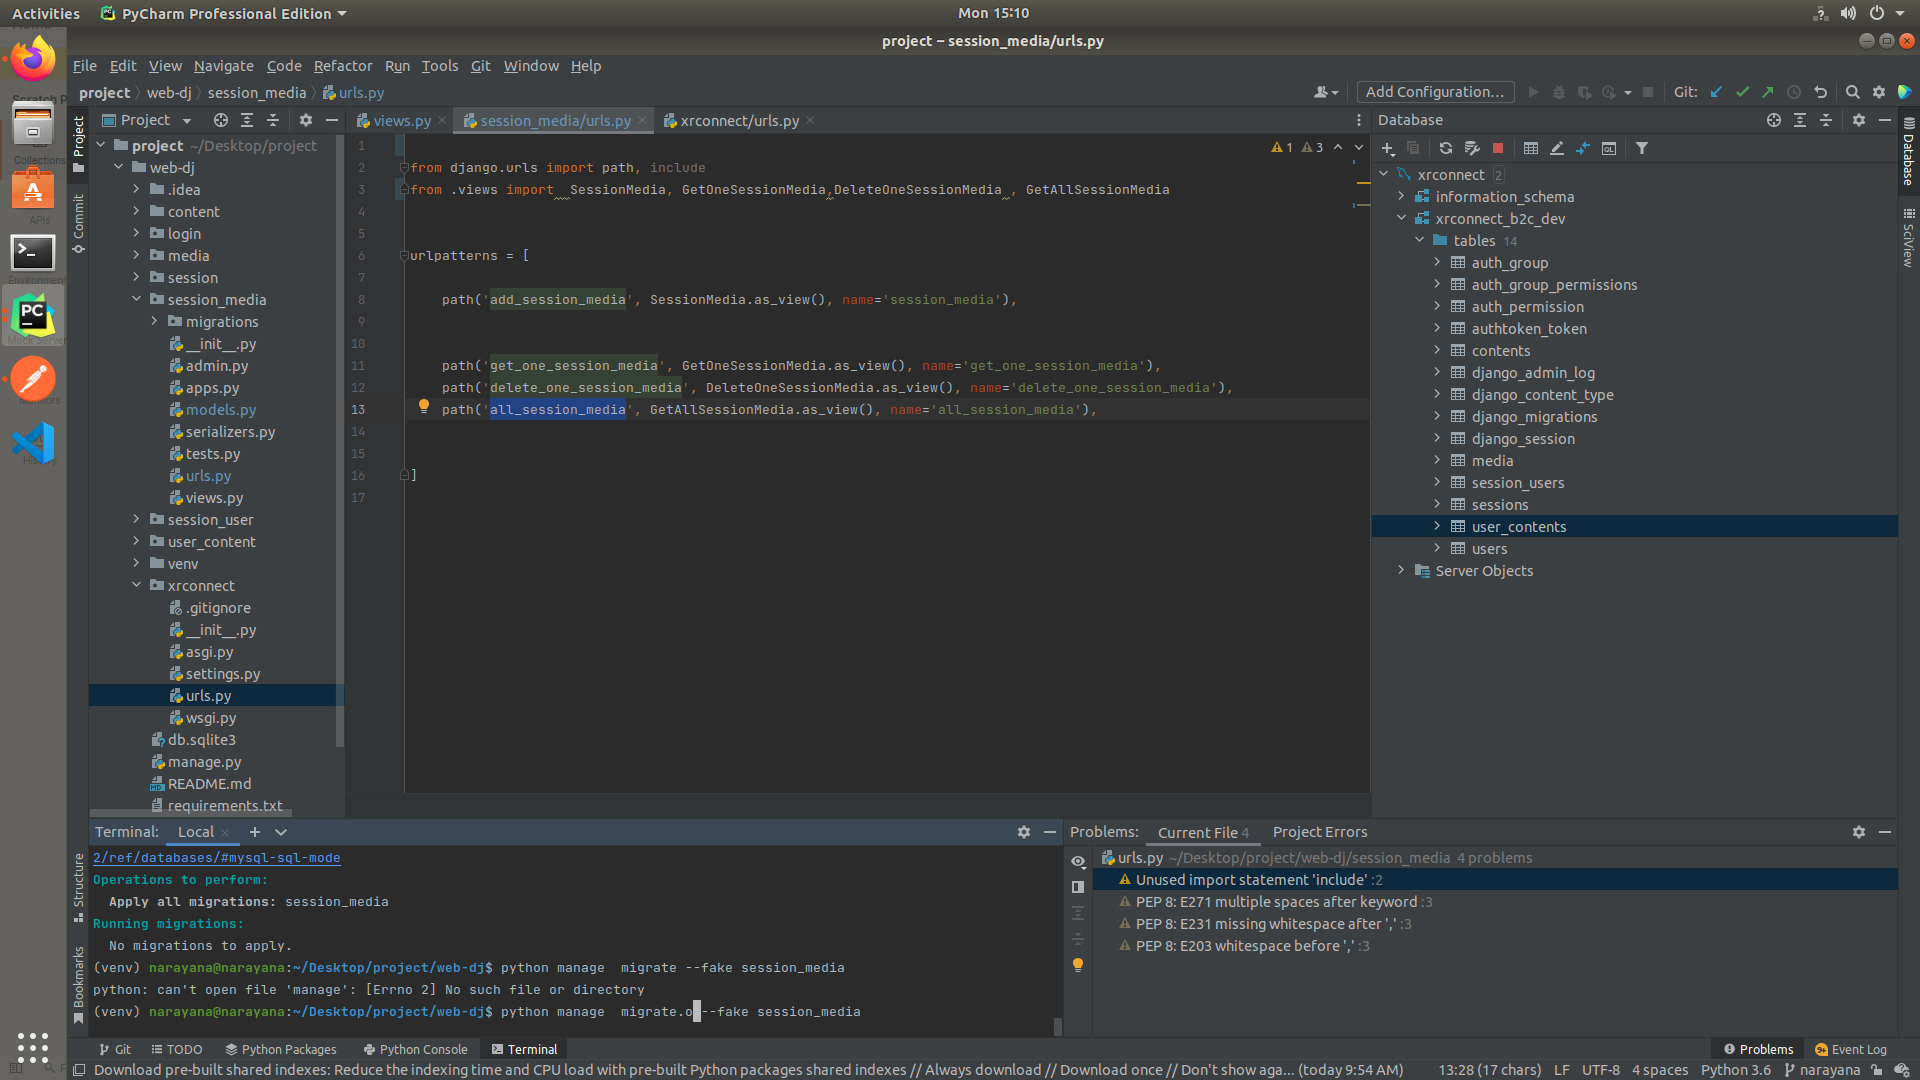 Activities
PyCharm Professional Edition
Mon 15:10
project – session_media/urls.py
File Edit View Navigate Code Refactor Run Tools Git Window Help
project web-dj session_media urls.py
Add Configuration...
Git:
Project
views.py
session_media/urls.py
xrconnect/urls.py
Database
Project
Commit
Structure
Bookmarks
project ~/Desktop/project
web-dj
.idea
content
login
media
session
session_media
migrations
__init__.py
admin.py
apps.py
models.py
serializers.py
tests.py
urls.py
views.py
session_user
user_content
venv
xrconnect
.gitignore
__init__.py
asgi.py
settings.py
urls.py
wsgi.py
db.sqlite3
manage.py
README.md
requirements.txt
1
2 from django.urls import path, include
3 from .views import  SessionMedia, GetOneSessionMedia,DeleteOneSessionMedia , GetAllSessionMedia
4
5
6 urlpatterns = [
7
8     path('add_session_media', SessionMedia.as_view(), name='session_media'),
9
10
11     path('get_one_session_media', GetOneSessionMedia.as_view(), name='get_one_session_media'),
12     path('delete_one_session_media', DeleteOneSessionMedia.as_view(), name='delete_one_session_media'),
13     path('all_session_media', GetAllSessionMedia.as_view(), name='all_session_media'),
14
15
16 ]
17
1 3
xrconnect 2
information_schema
xrconnect_b2c_dev
tables 14
auth_group
auth_group_permissions
auth_permission
authtoken_token
contents
django_admin_log
django_content_type
django_migrations
django_session
media
session_users
sessions
user_contents
users
Server Objects
Database
SciView
Terminal: Local
2/ref/databases/#mysql-sql-mode
Operations to perform:
  Apply all migrations: session_media
Running migrations:
  No migrations to apply.
(venv) narayana@narayana:~/Desktop/project/web-dj$ python manage  migrate --fake session_media
python: can't open file 'manage': [Errno 2] No such file or directory
(venv) narayana@narayana:~/Desktop/project/web-dj$ python manage  migrate.o --fake session_media
Problems: Current File 4 Project Errors
urls.py ~/Desktop/project/web-dj/session_media 4 problems
Unused import statement 'include' :2
PEP 8: E271 multiple spaces after keyword :3
PEP 8: E231 missing whitespace after ',' :3
PEP 8: E203 whitespace before ',' :3
Git TODO Python Packages Python Console Terminal
Problems Event Log
Download pre-built shared indexes: Reduce the indexing time and CPU load with pre-built Python packages shared indexes // Always download // Download once // Don't show aga... (today 9:54 AM)
13:28 (17 chars) LF UTF-8 4 spaces Python 3.6 narayana